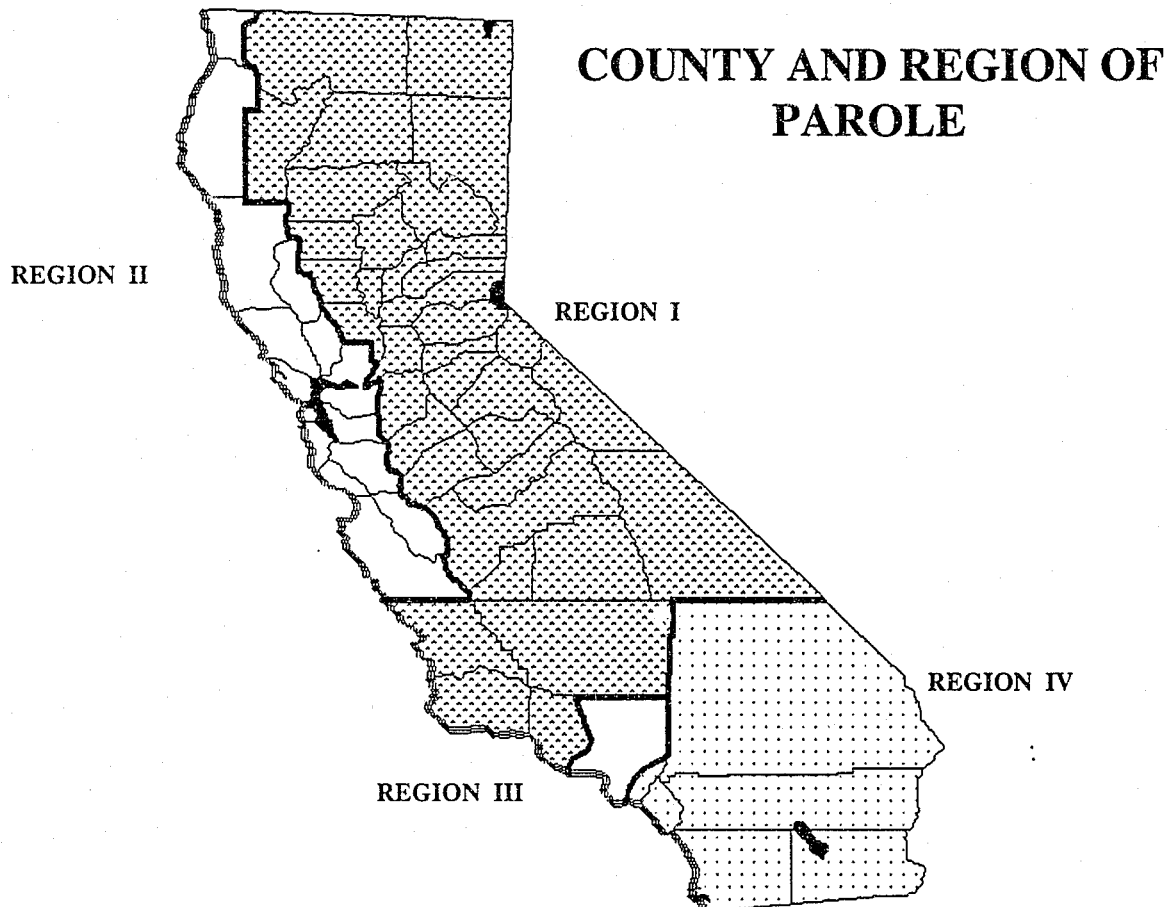 COUNTY AND REGION OF
PAROLE
REGION II
REGION I
REGION IV
REGION III